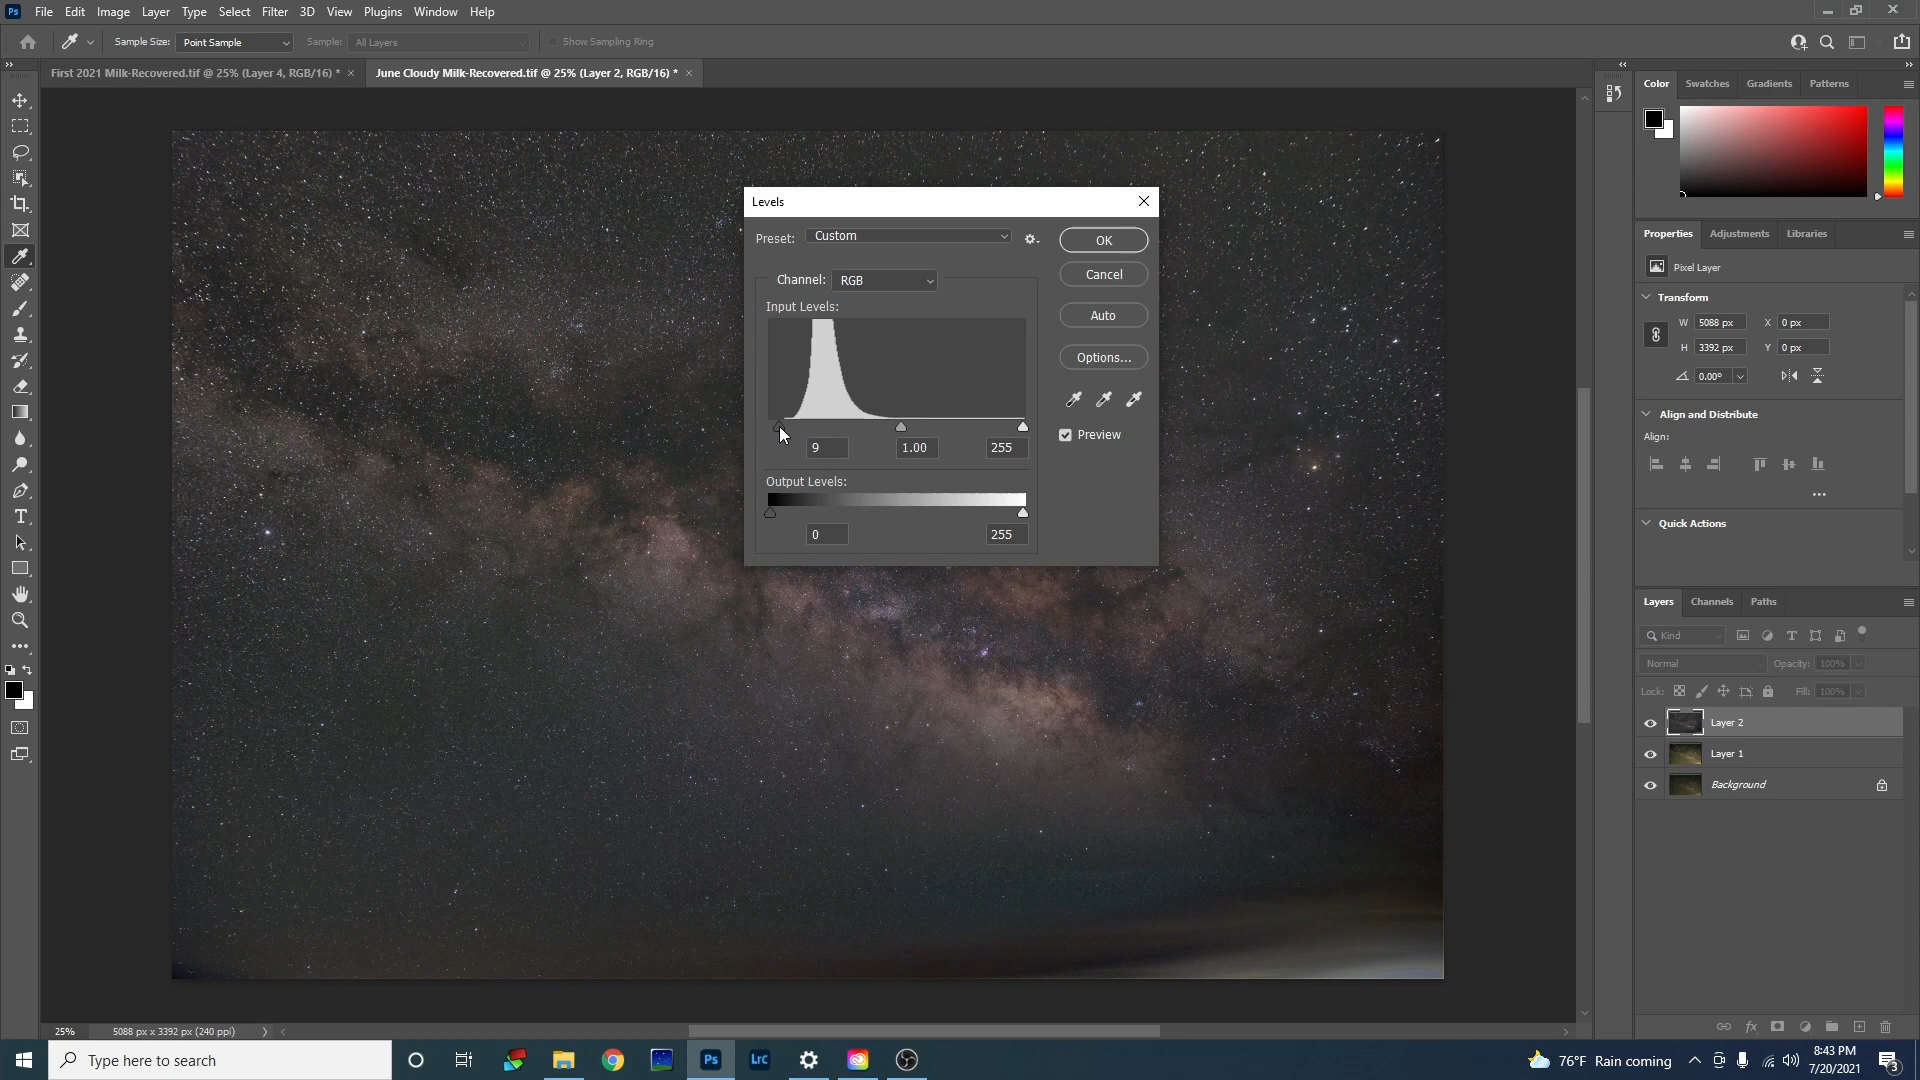 Ps File Edit Image Layer Type Select Filter 3D View Plugins Window Help
Sample Size: Point Sample Sample: All Layers Show Sampling Ring
First 2021 Milk-Recovered.tif @ 25% (Layer 4, RGB/16) * × June Cloudy Milk-Recovered.tif @ 25% (Layer 2, RGB/16) * ×
Levels
Preset: Custom
OK
Channel: RGB
Cancel
Input Levels:
Auto
Options...
Preview
9 1.00 255
Output Levels:
0 255
Color Swatches Gradients Patterns
Properties Adjustments Libraries
Pixel Layer
Transform
W 5088 px X 0 px
H 3392 px Y 0 px
0.00°
Align and Distribute
Align:
Quick Actions
Layers Channels Paths
Kind
Normal Opacity: 100%
Lock: Fill: 100%
Layer 2
Layer 1
Background
25% 5088 px x 3392 px (240 ppi)
Type here to search
Ps LrC
76°F Rain coming
8:43 PM
7/20/2021
3